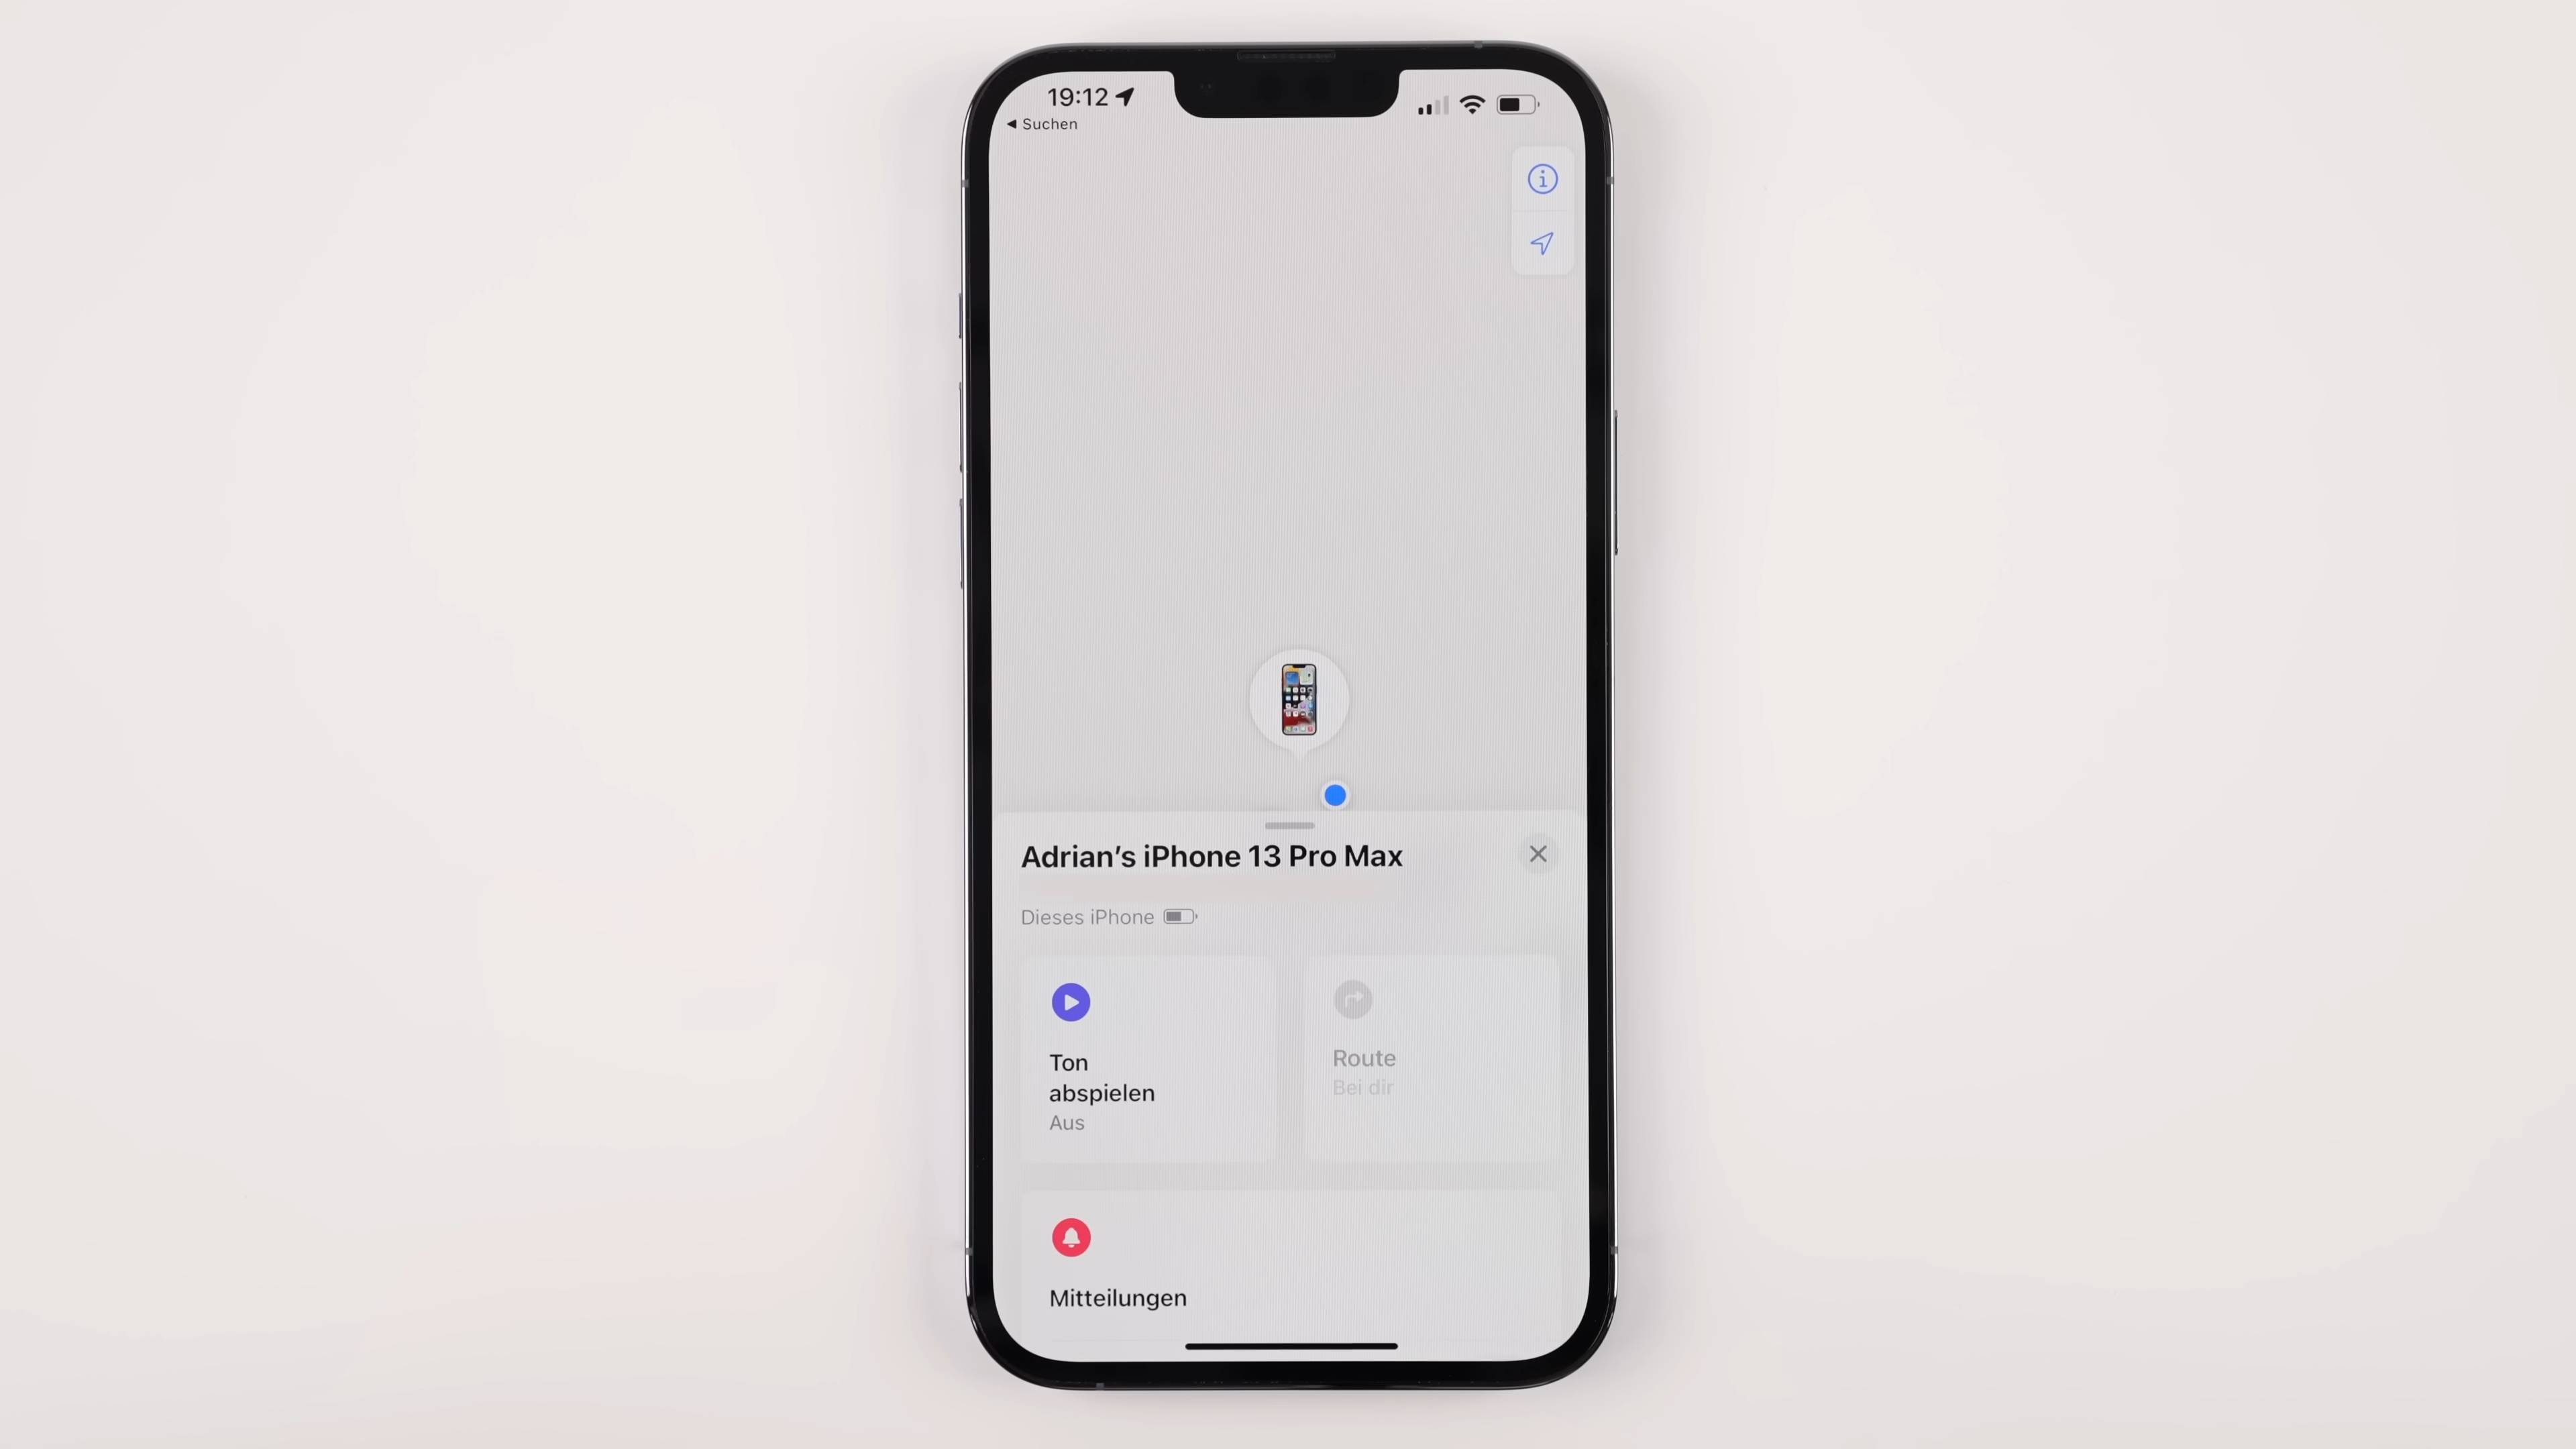 19:12
Suchen
Adrian’s iPhone 13 Pro Max
Dieses iPhone
Ton
abspielen
Aus
Route
Bei dir
Mitteilungen